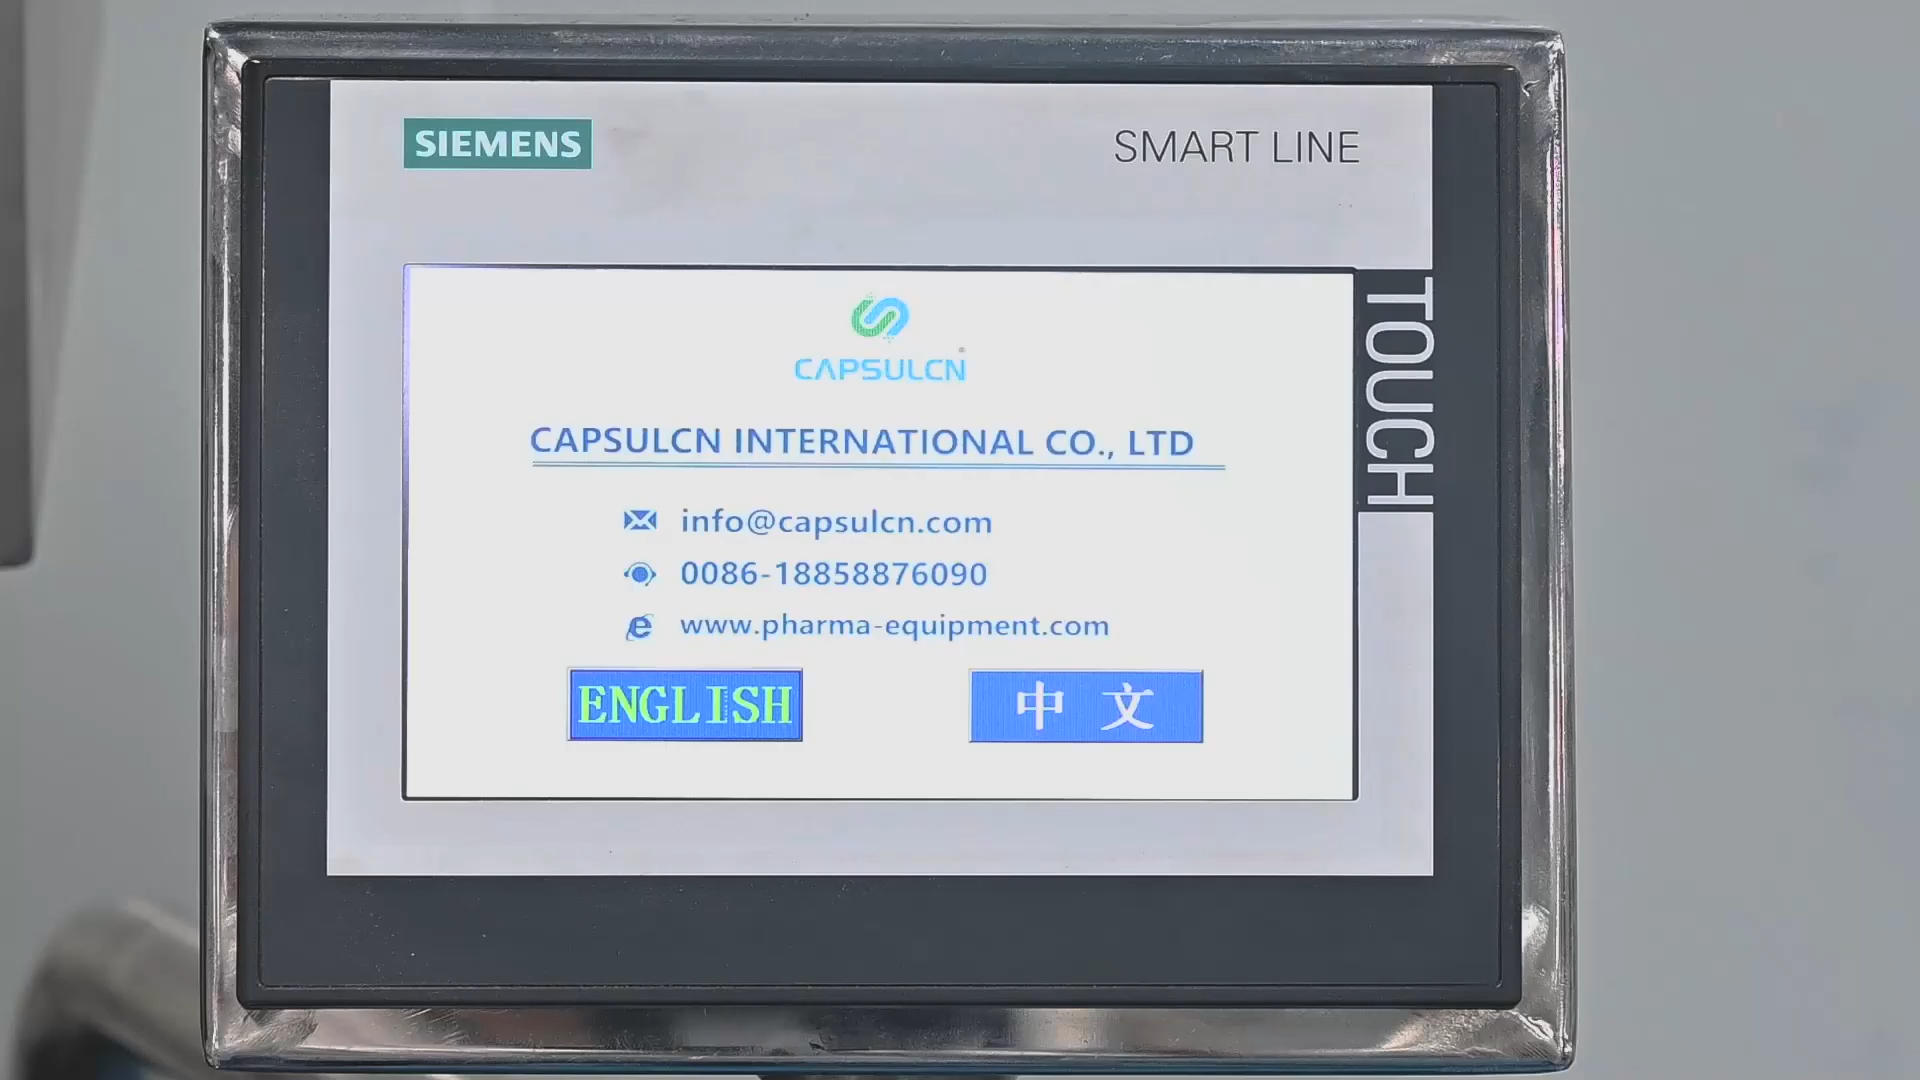 SIEMENS
SMART LINE
TOUCH
CAPSULCN
CAPSULCN INTERNATIONAL CO., LTD
info@capsulcn.com
0086-18858876090
www.pharma-equipment.com
ENGLISH
中文